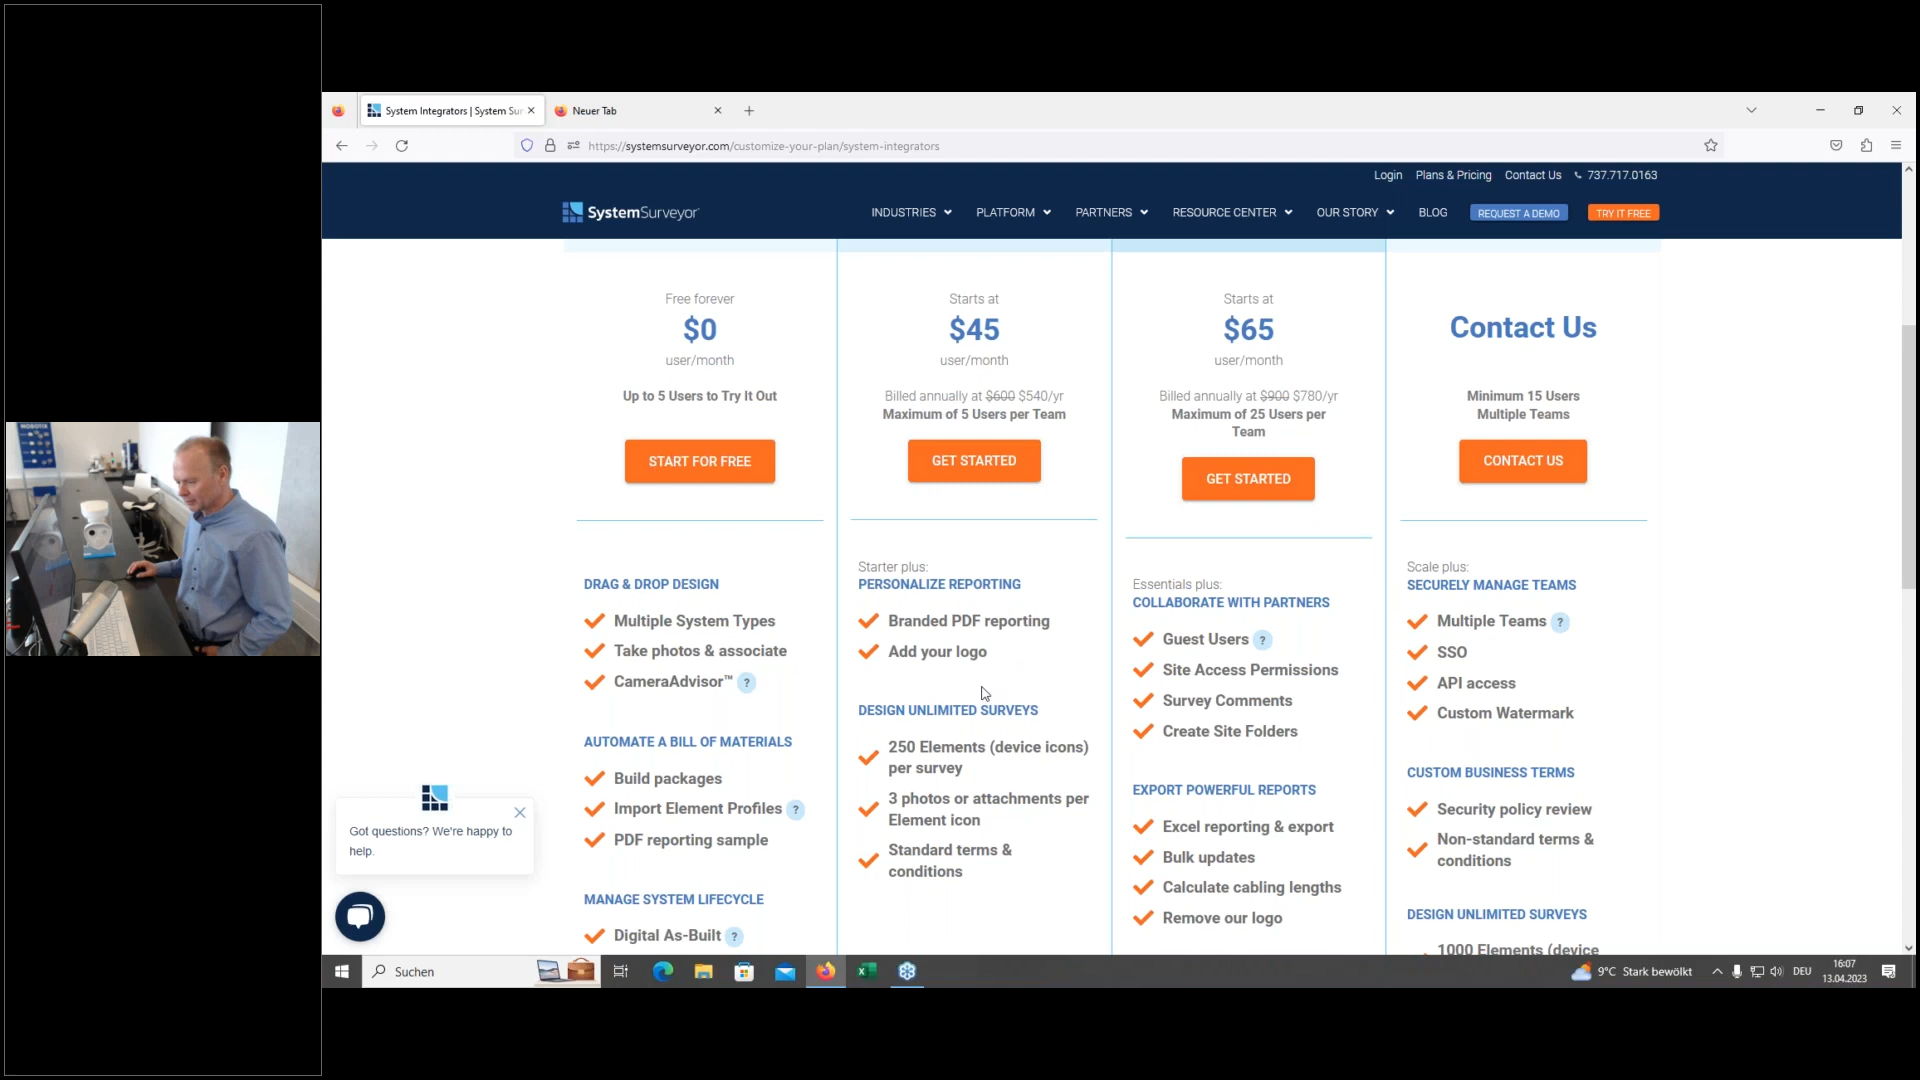 System Integrators | System Sur
Neuer Tab
https://systemsurveyor.com/customize-your-plan/system-integrators
Login Plans & Pricing Contact Us 737.717.0163
SystemSurveyor
INDUSTRIES PLATFORM PARTNERS RESOURCE CENTER OUR STORY BLOG REQUEST A DEMO TRY IT FREE
Free forever
$0
user/month
Up to 5 Users to Try It Out
START FOR FREE
DRAG & DROP DESIGN
Multiple System Types
Take photos & associate
CameraAdvisor™ ?
AUTOMATE A BILL OF MATERIALS
Build packages
Import Element Profiles ?
PDF reporting sample
MANAGE SYSTEM LIFECYCLE
Digital As-Built ?
Starts at
$45
user/month
Billed annually at $600 $540/yr
Maximum of 5 Users per Team
GET STARTED
Starter plus:
PERSONALIZE REPORTING
Branded PDF reporting
Add your logo
DESIGN UNLIMITED SURVEYS
250 Elements (device icons)
per survey
3 photos or attachments per
Element icon
Standard terms &
conditions
Starts at
$65
user/month
Billed annually at $900 $780/yr
Maximum of 25 Users per
Team
GET STARTED
Essentials plus:
COLLABORATE WITH PARTNERS
Guest Users ?
Site Access Permissions
Survey Comments
Create Site Folders
EXPORT POWERFUL REPORTS
Excel reporting & export
Bulk updates
Calculate cabling lengths
Remove our logo
Contact Us
Minimum 15 Users
Multiple Teams
CONTACT US
Scale plus:
SECURELY MANAGE TEAMS
Multiple Teams ?
SSO
API access
Custom Watermark
CUSTOM BUSINESS TERMS
Security policy review
Non-standard terms &
conditions
DESIGN UNLIMITED SURVEYS
1000 Elements (device
Got questions? We're happy to
help.
MOBOTIX
Suchen
9°C Stark bewölkt
DEU
16:07
13.04.2023